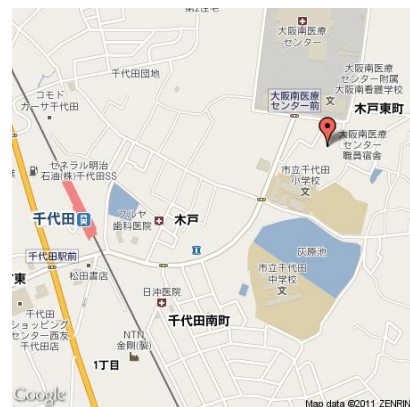 第2住宅
大阪南医療
センター
千代田団地
大阪南医療
センター附属
大阪南看護学校
コモド
カーサ千代田
大阪南医療
センター前
木戸東町
大阪南医療
センター
職員宿舎
ゼネラル明治
石油(株)千代田SS
市立千代田
小学校
文
千代田
フルヤ
歯科医院
木戸
千代田駅前
灰原池
松田書店
市立千代田
中学校
文
町東
日沖医院
千代田南町
千代田
ショッピング
センター西友
千代田店
NTN
金剛(製)
1丁目
Google
Map data ©2011 ZENRIN